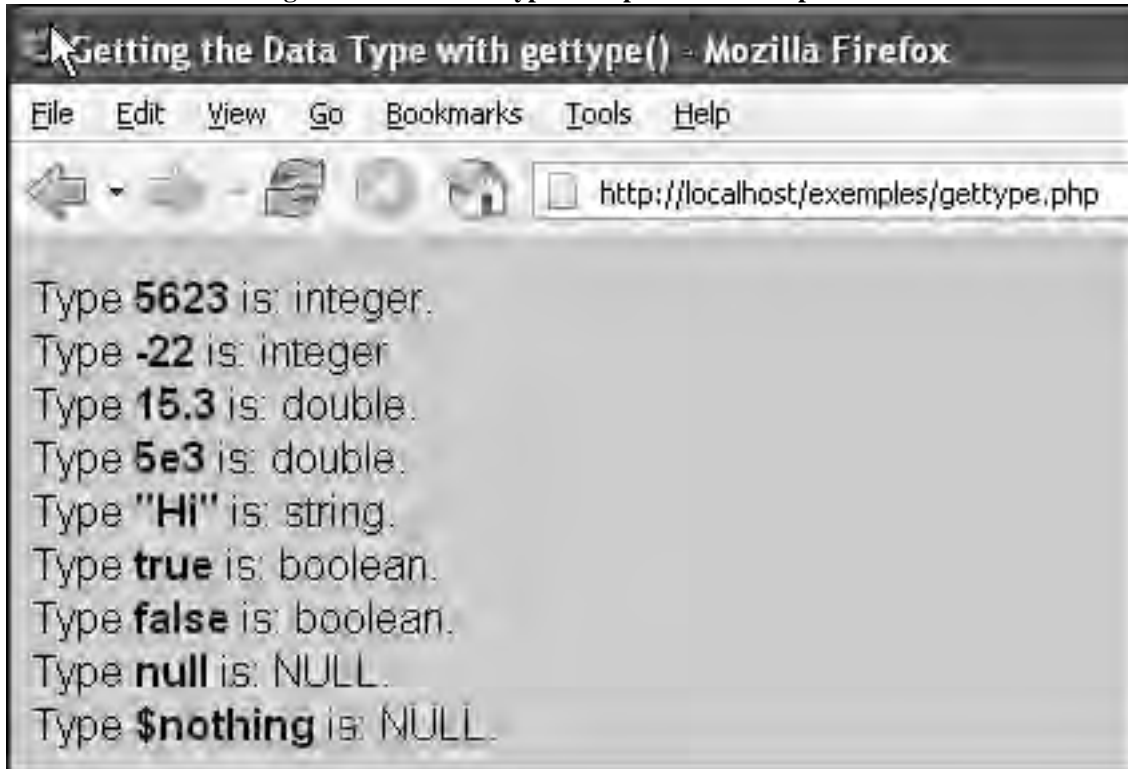 Getting the Data Type with gettype() - Mozilla Firefox
File Edit View Go Bookmarks Tools Help
http://localhost/exemples/gettype.php
Type 5623 is: integer.
Type -22 is: integer
Type 15.3 is: double.
Type 5e3 is: double.
Type "Hi" is: string.
Type true is: boolean.
Type false is: boolean.
Type null is: NULL.
Type $nothing is: NULL.